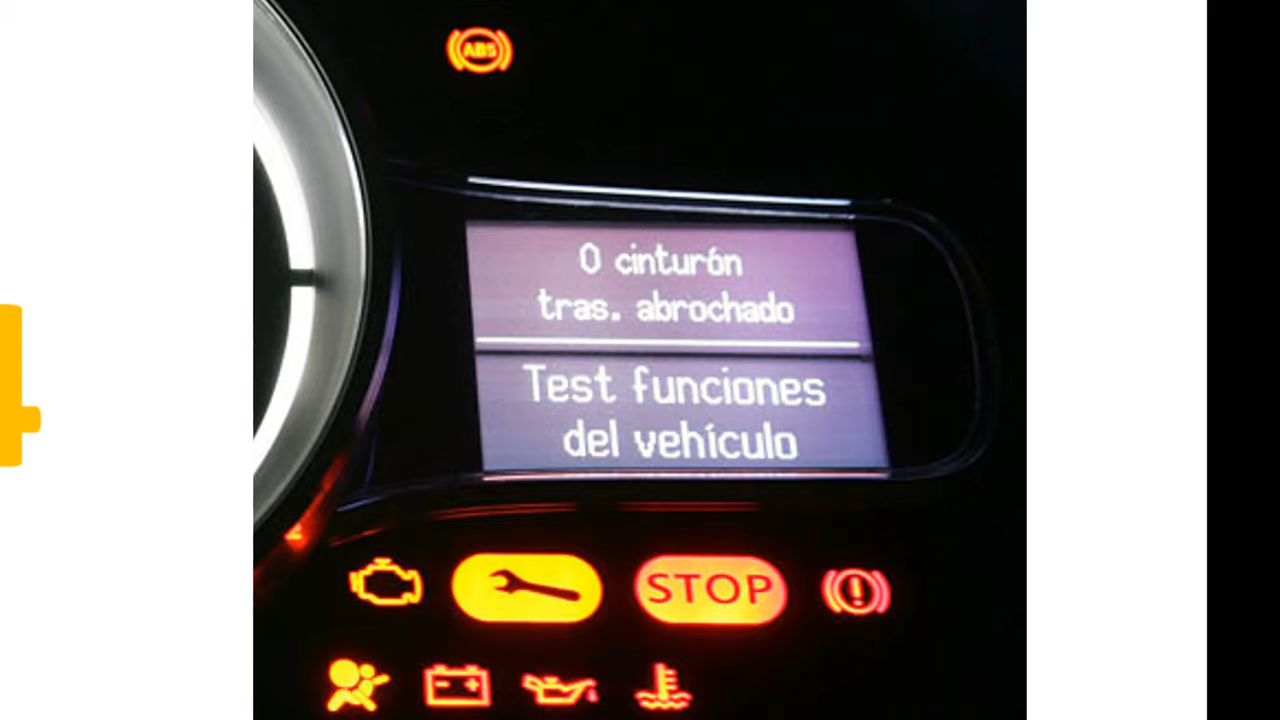 ABS
0 cinturón
tras. abrochado
Test funciones
del vehículo
STOP